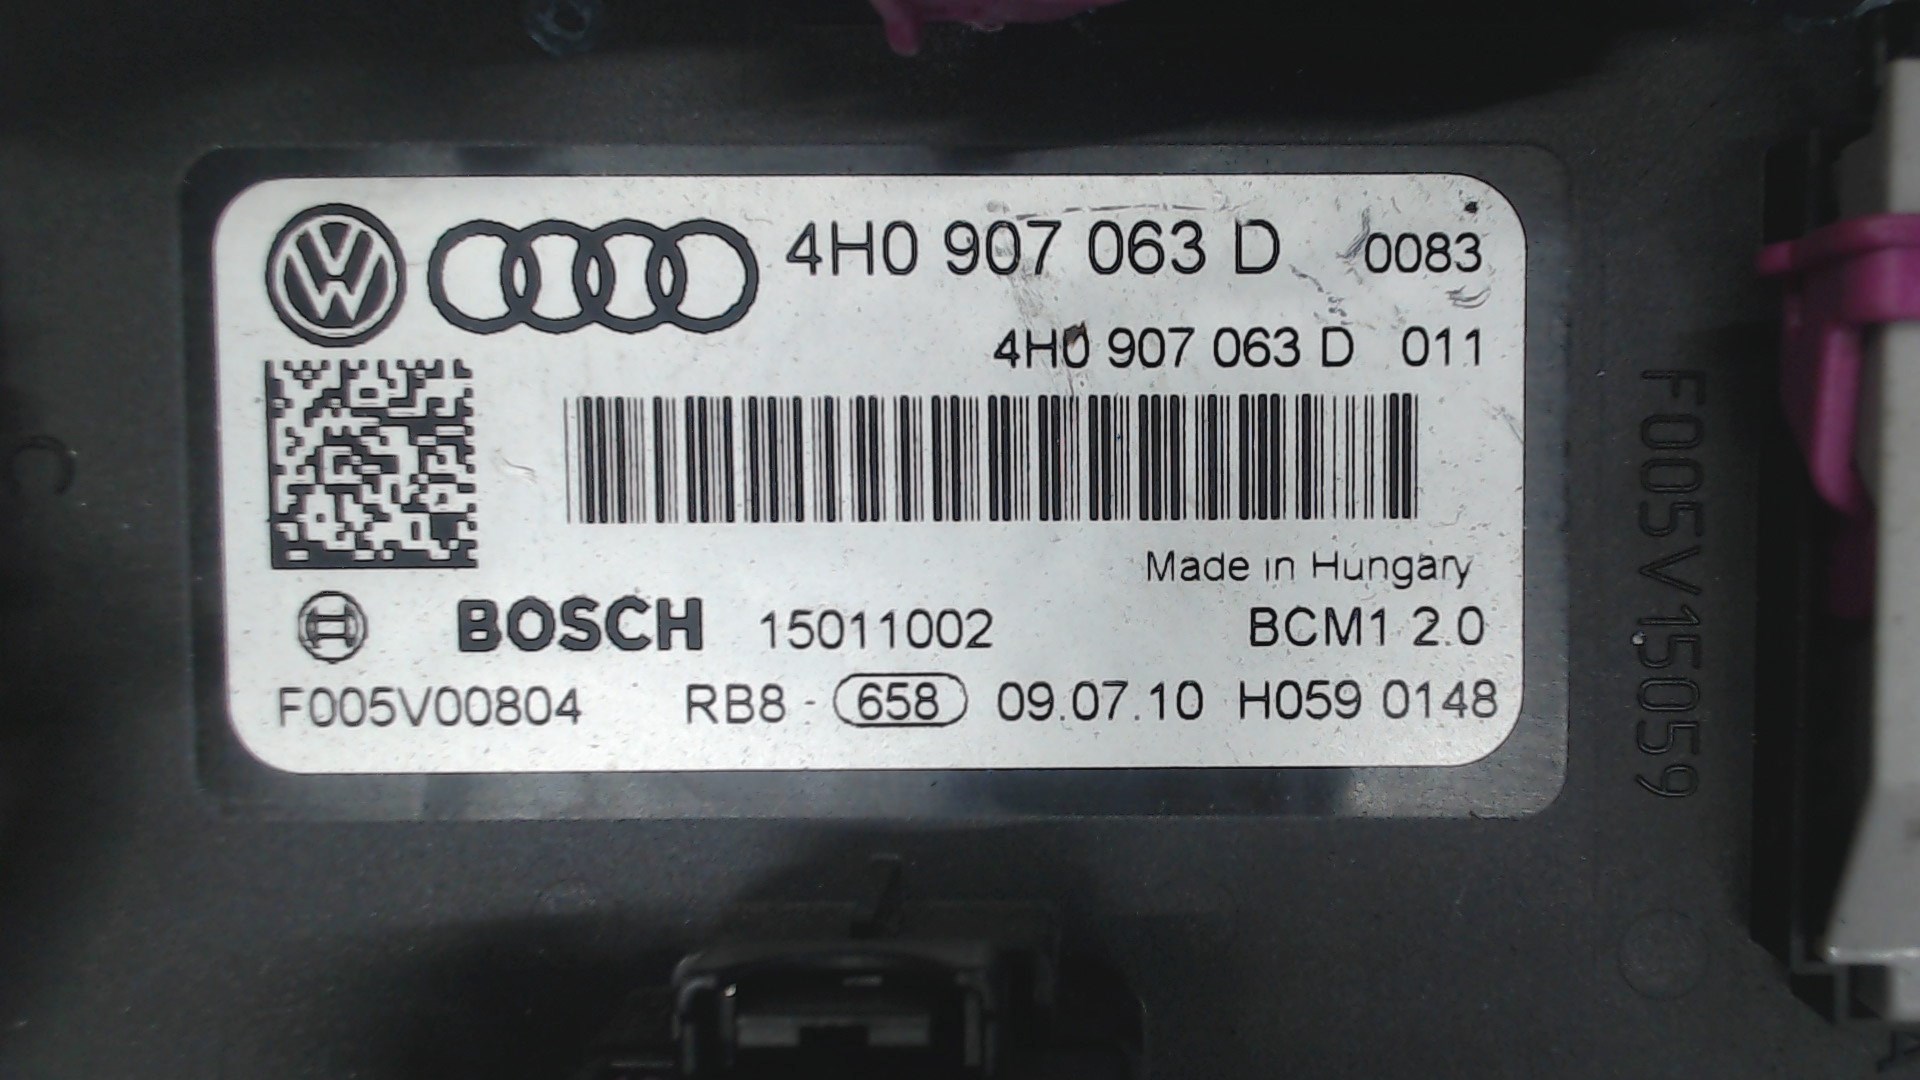 4H0 907 063 D 0083
4H0 907 063 D 011
Made in Hungary
BOSCH 15011002 BCM1 2.0
F005V00804 RB8 - 658 09.07.10 H059 0148
F005V15059